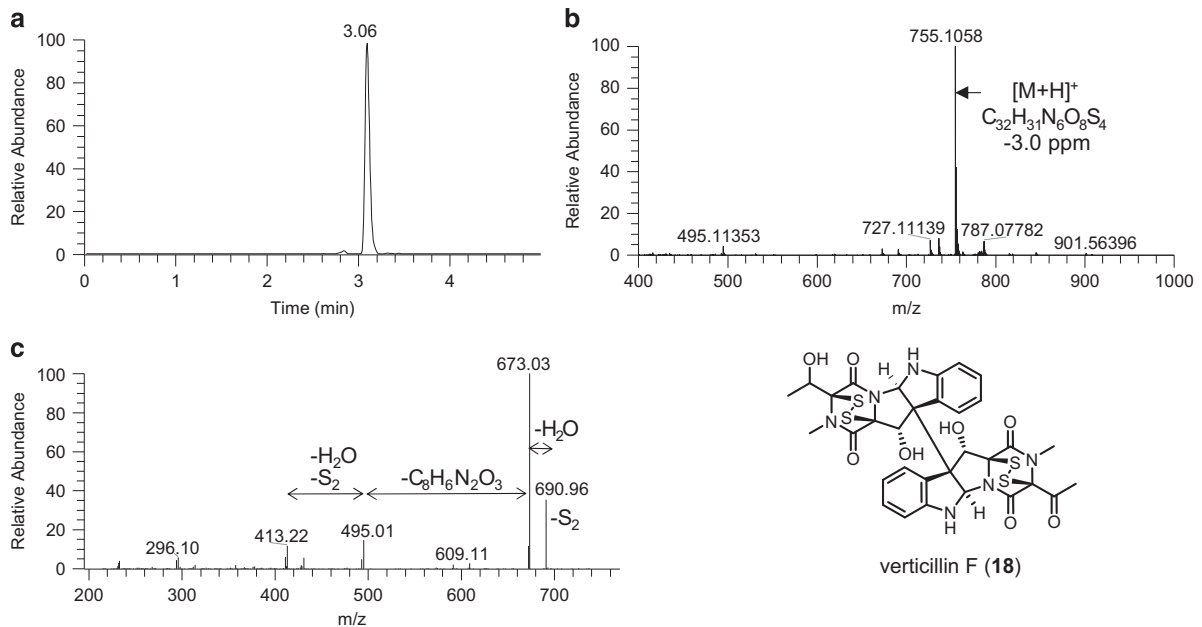 a
3.06
100
80
60
40
20
0
Relative Abundance
0 1 2 3 4
Time (min)
b
755.1058
[M+H]+
C32H31N6O8S4
-3.0 ppm
100
80
60
40
20
0
Relative Abundance
495.11353
727.11139
787.07782
901.56396
400 500 600 700 800 900 1000
m/z
c
673.03
100
80
60
40
20
0
Relative Abundance
-H2O
-H2O
-S2
-C8H6N2O3
690.96
-S2
296.10
413.22
495.01
609.11
200 300 400 500 600 700
m/z
OH
O
H
N
H
N
S
S
N
O
OH
HO
O
N
S
S
N
N
H
H
O
O
verticillin F (18)